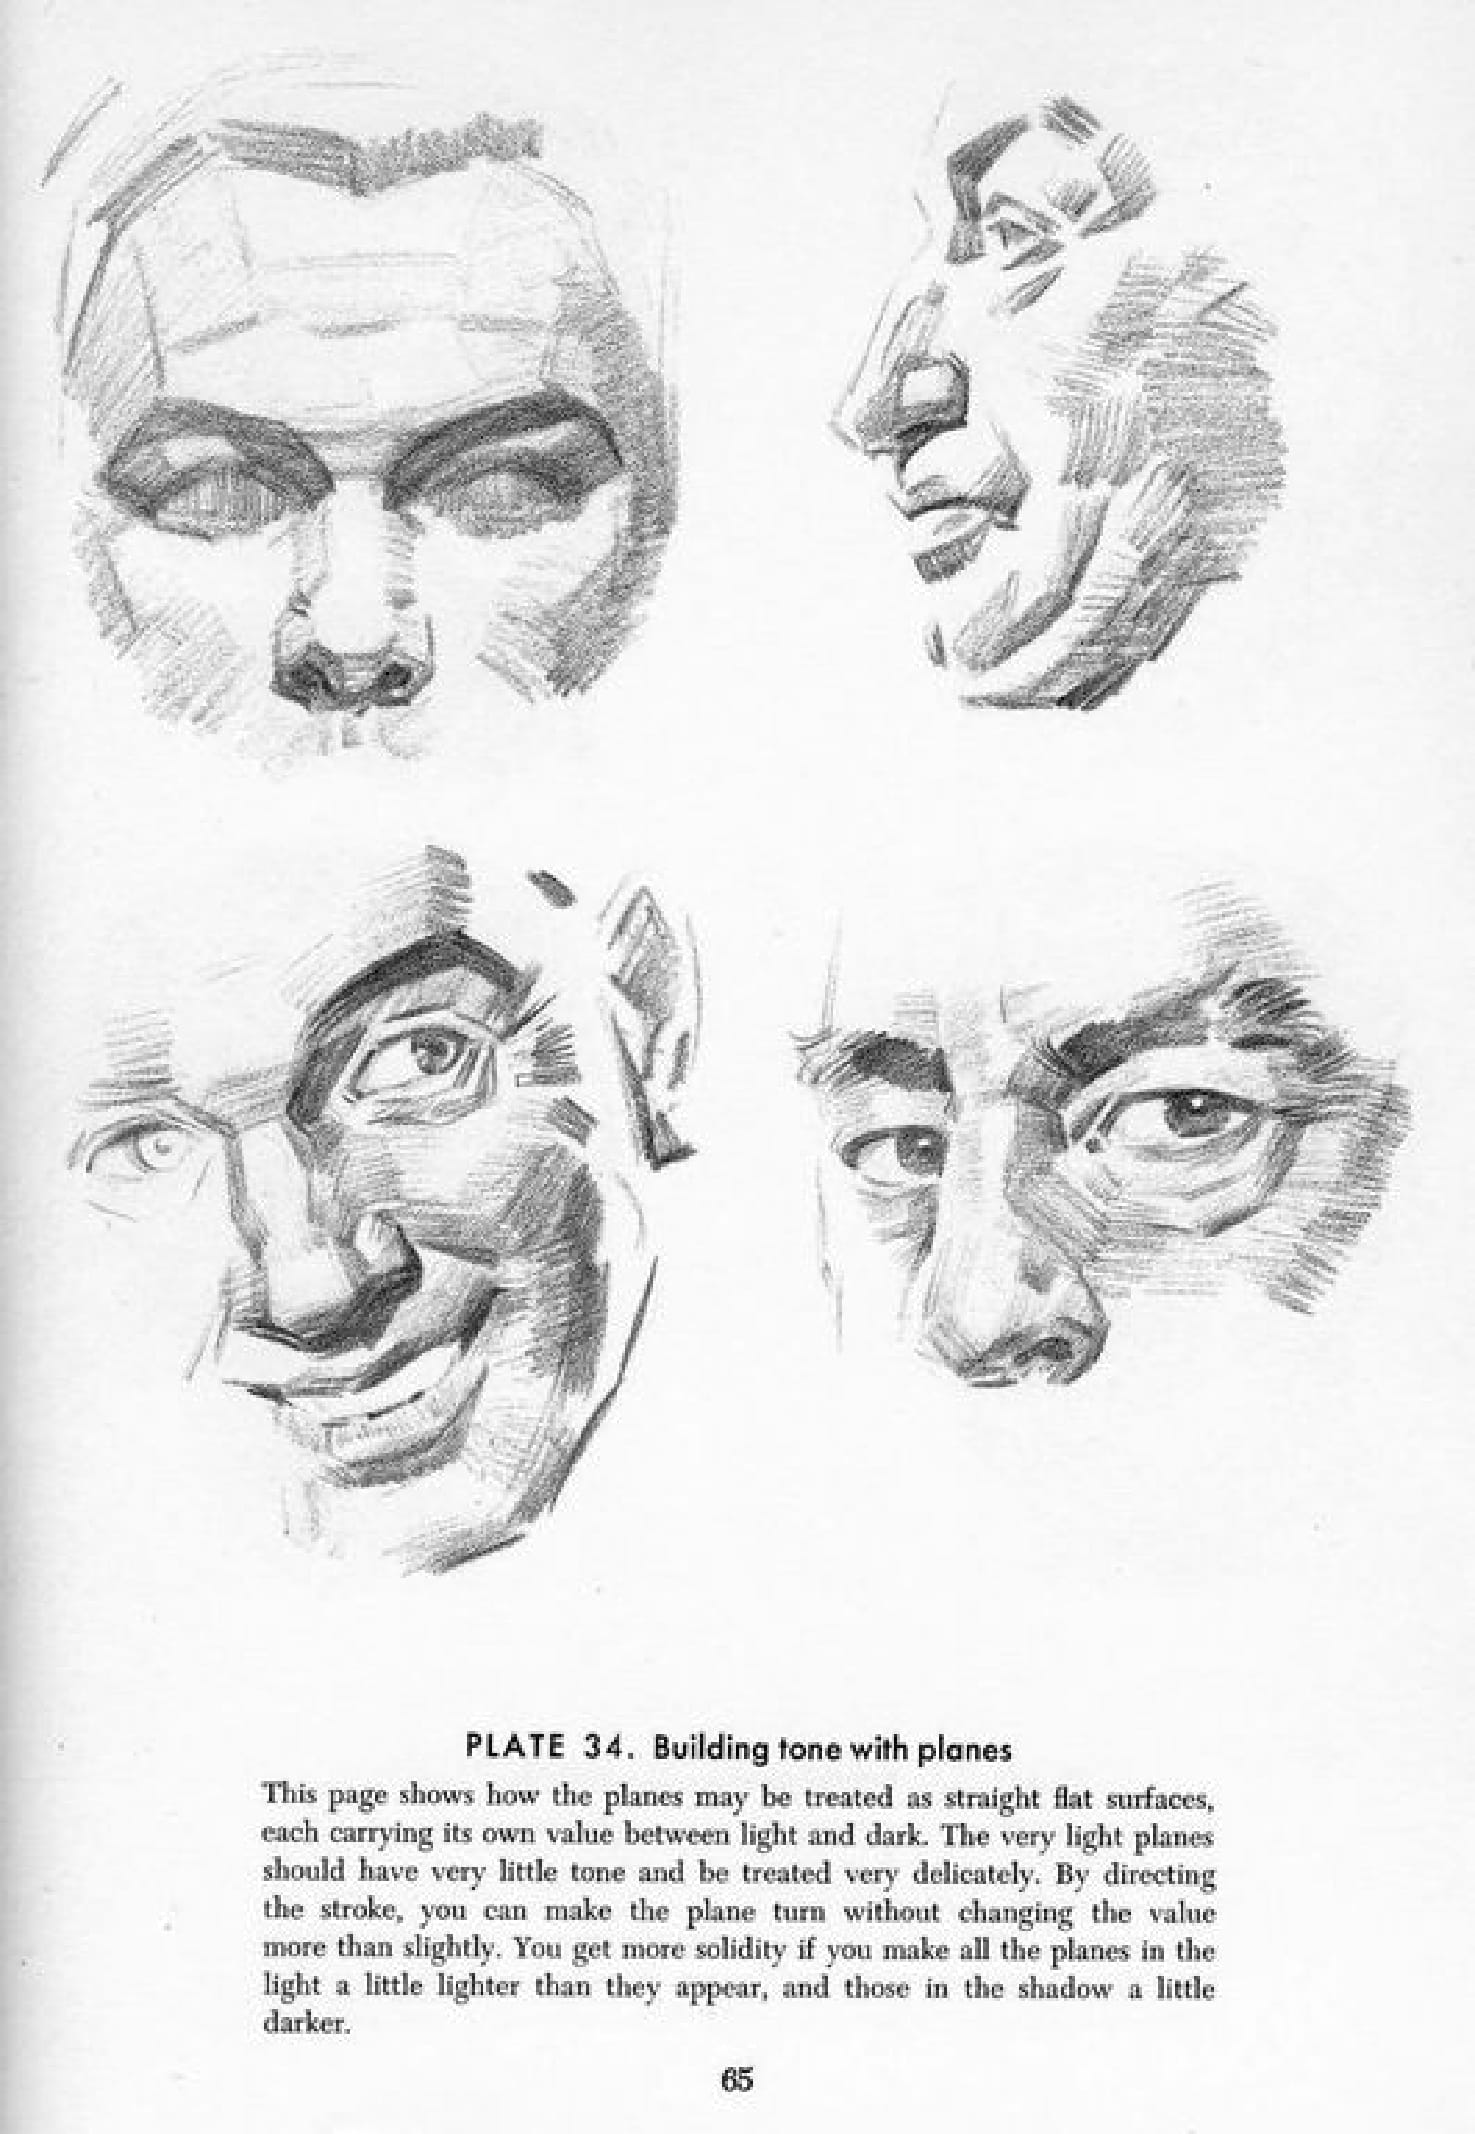 PLATE 34. Building tone with planes
This page shows how the planes may be treated as straight flat surfaces,
each carrying its own value between light and dark. The very light planes
should have very little tone and be treated very delicately. By directing
the stroke, you can make the plane turn without changing the value
more than slightly. You get more solidity if you make all the planes in the
light a little lighter than they appear, and those in the shadow a little
darker.
65